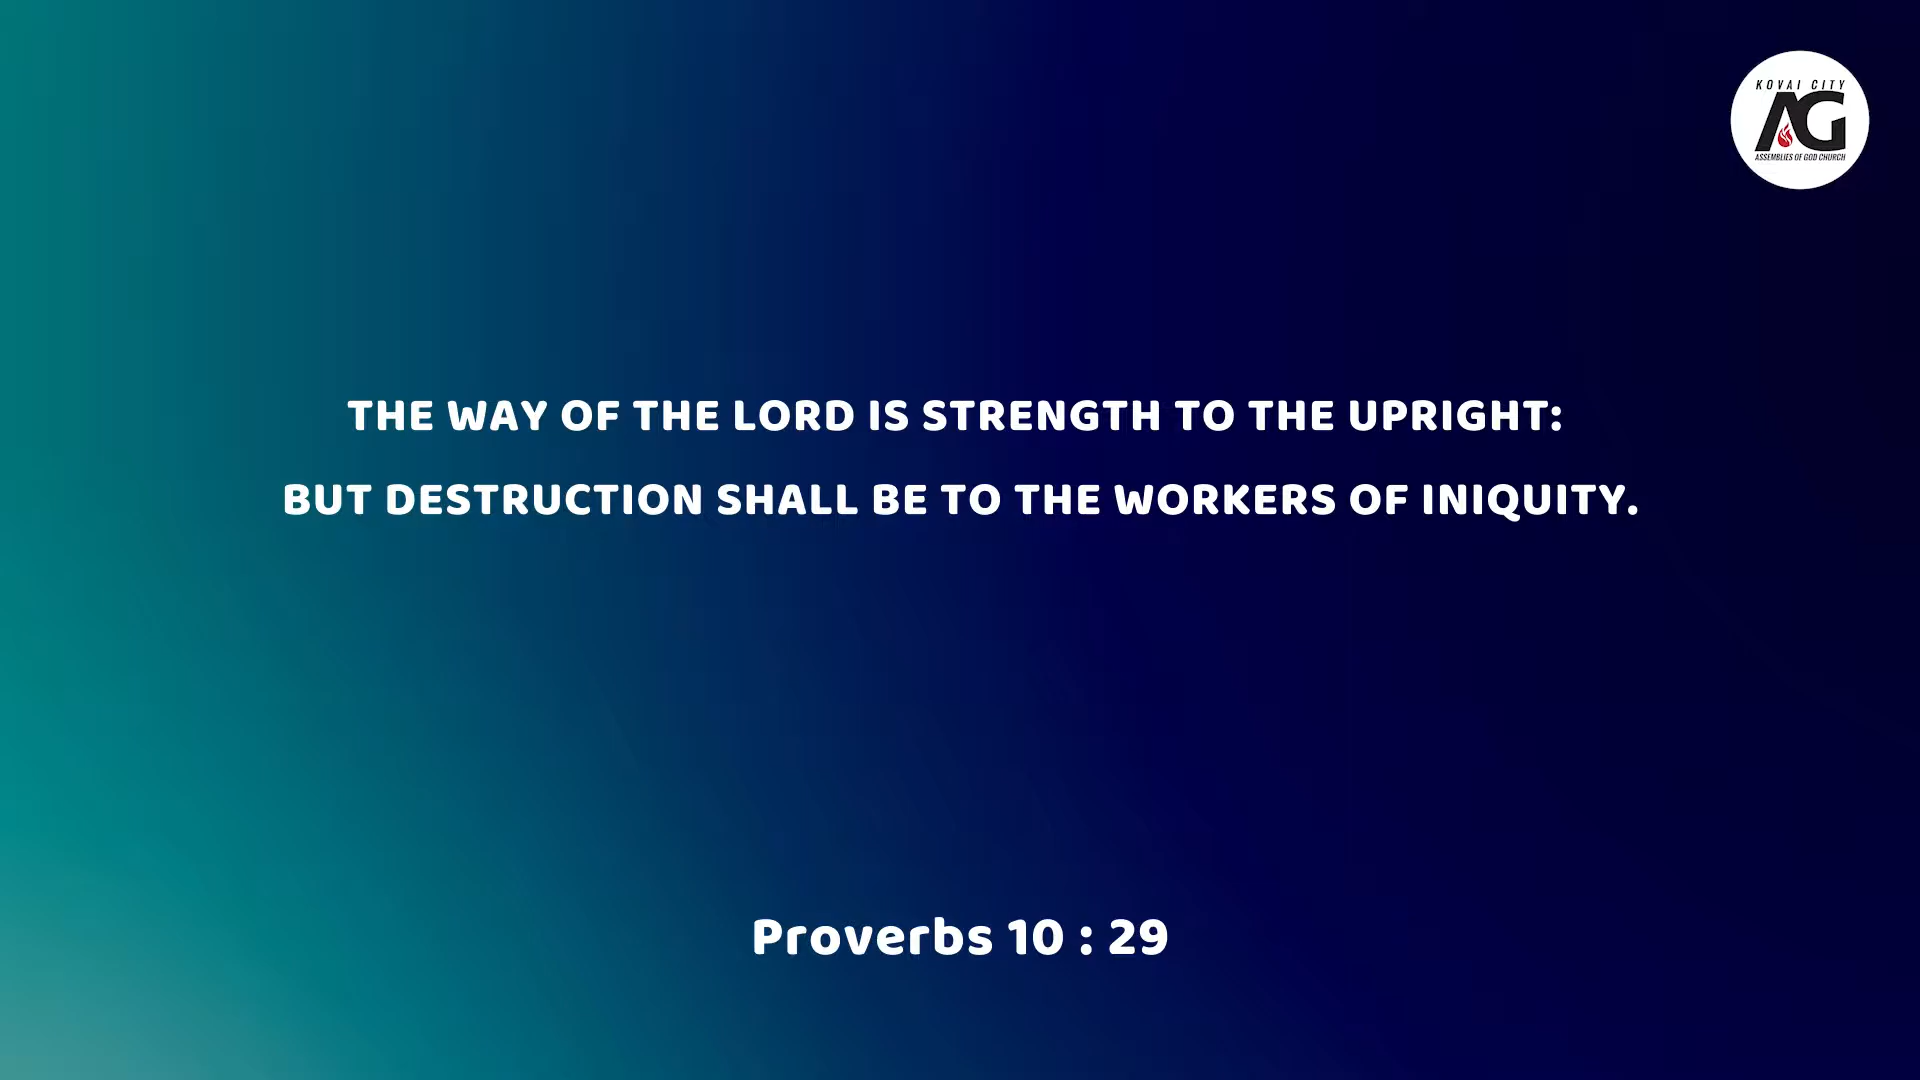 KOVAI CITY
AG
ASSEMBLIES OF GOD CHURCH
THE WAY OF THE LORD IS STRENGTH TO THE UPRIGHT:
BUT DESTRUCTION SHALL BE TO THE WORKERS OF INIQUITY.
Proverbs 10 : 29